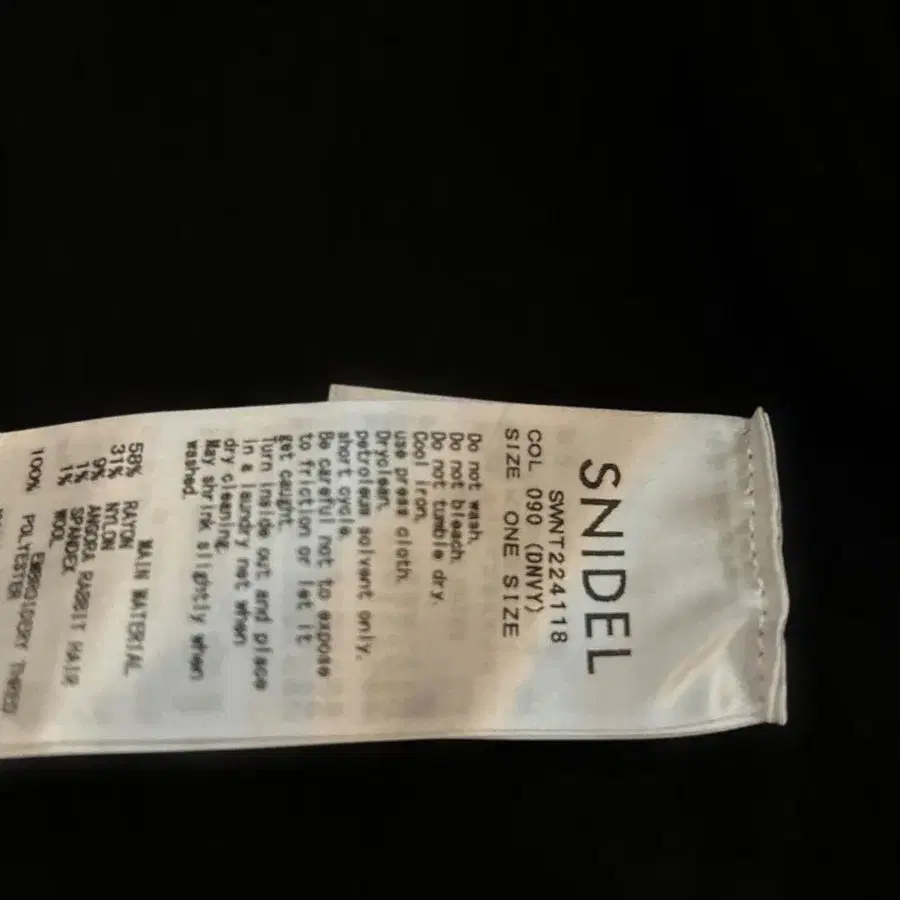 SNIDEL
SWNT224118
COL 090 (DNVY)
SIZE ONE SIZE
Do not wash.
Do not bleach.
Do not tumble dry.
Cool iron.
use press cloth.
Dryclean.
petroleum solvent only.
short cycle.
Be careful not to expose
to friction or let it
get caught.
Turn inside out and place
in a laundry net when
dry cleaning.
May shrink slightly when
washed.
MAIN MATERIAL
58% RAYON
31% NYLON
9% ANGORA RABBIT HAIR
1% SPANDEX
1% WOOL
EMBROIDERY THREAD
100% POLYESTER